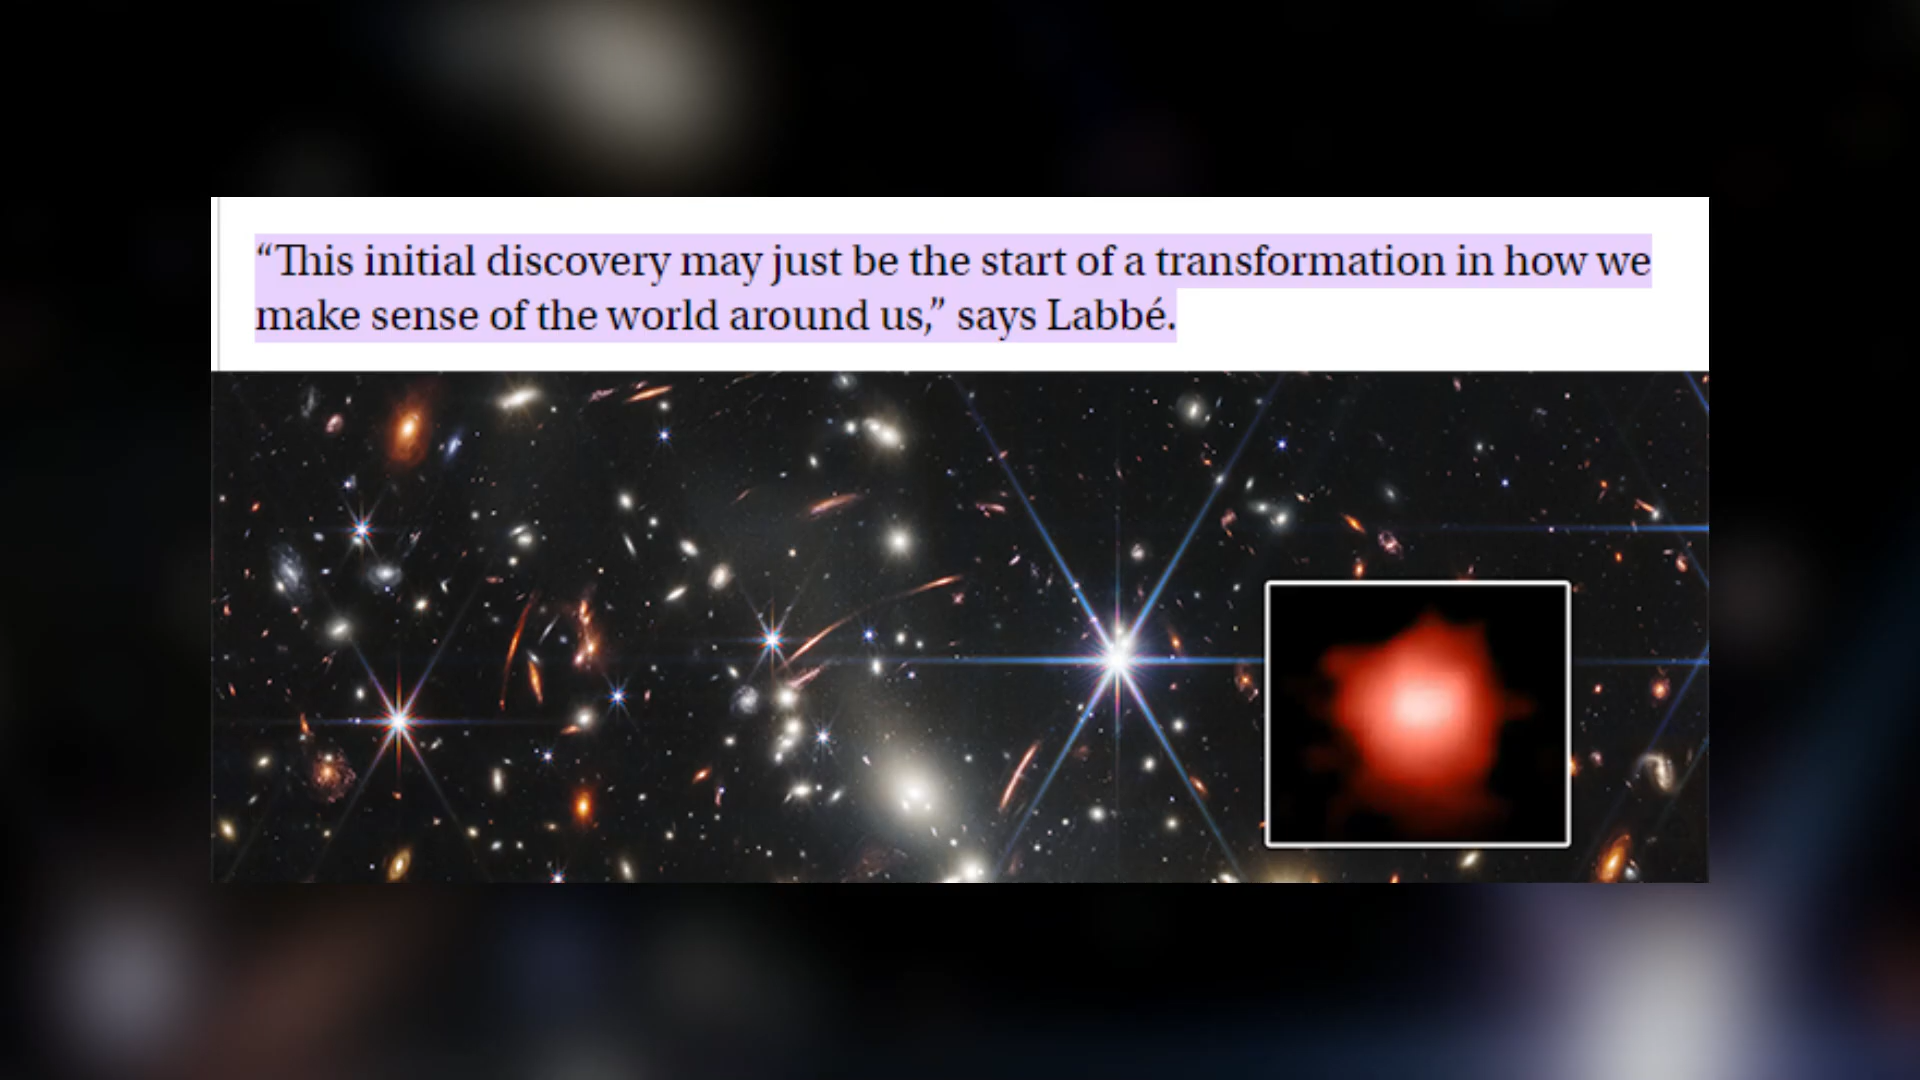 “This initial discovery may just be the start of a transformation in how we
make sense of the world around us,” says Labbé.